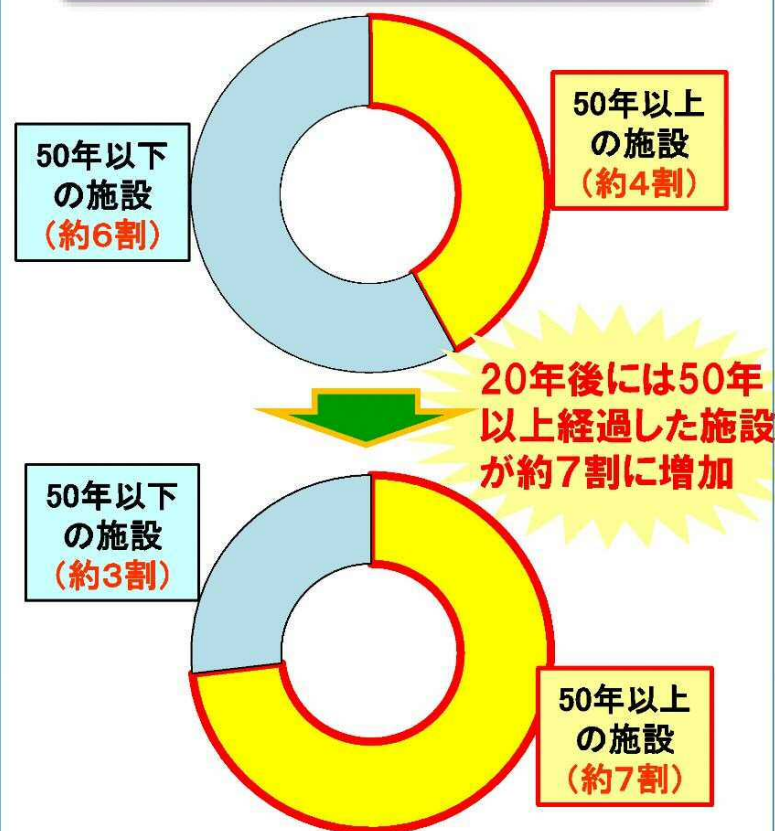 50年以上
の施設
（約4割）
50年以下
の施設
（約6割）
20年後には50年
以上経過した施設
が約7割に増加
50年以下
の施設
（約3割）
50年以上
の施設
（約7割）